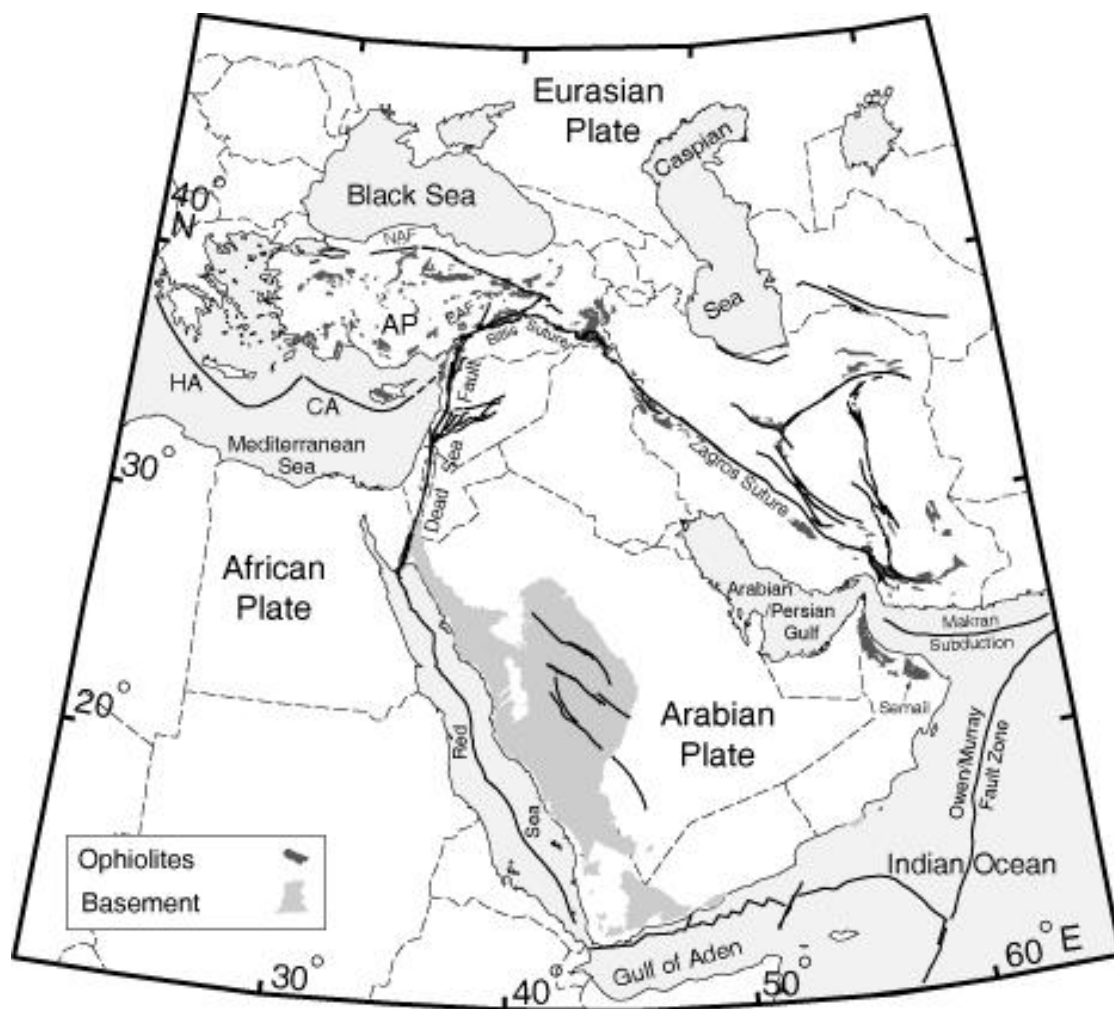 Eurasian
Plate
Caspian
Sea
Black Sea
40°
N
NAF
AP
EAF
Bitlis Suture
HA
CA
Fault
Mediterranean
Sea
30°
Dead Sea
Zagros Suture
African
Plate
Arabian
/Persian
Gulf
Makran
Subduction
20°
Arabian
Plate
Semail
Red Sea
Owen/Murray
Fault Zone
Ophiolites
Basement
Indian Ocean
Gulf of Aden
30°
40°
50°
60° E